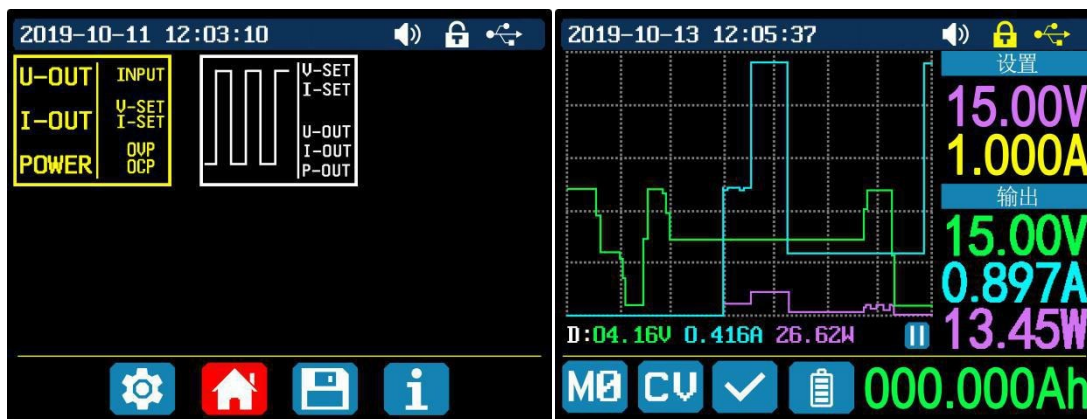 2019-10-11 12:03:10
U-OUT INPUT
I-OUT V-SET
I-SET
POWER OVP
OCP
V-SET
I-SET
U-OUT
I-OUT
P-OUT
i
2019-10-13 12:05:37
设置
15.00V
1.000A
输出
15.00V
0.897A
13.45W
D:04.16V 0.416A 26.62W
M0 CV 000.000Ah